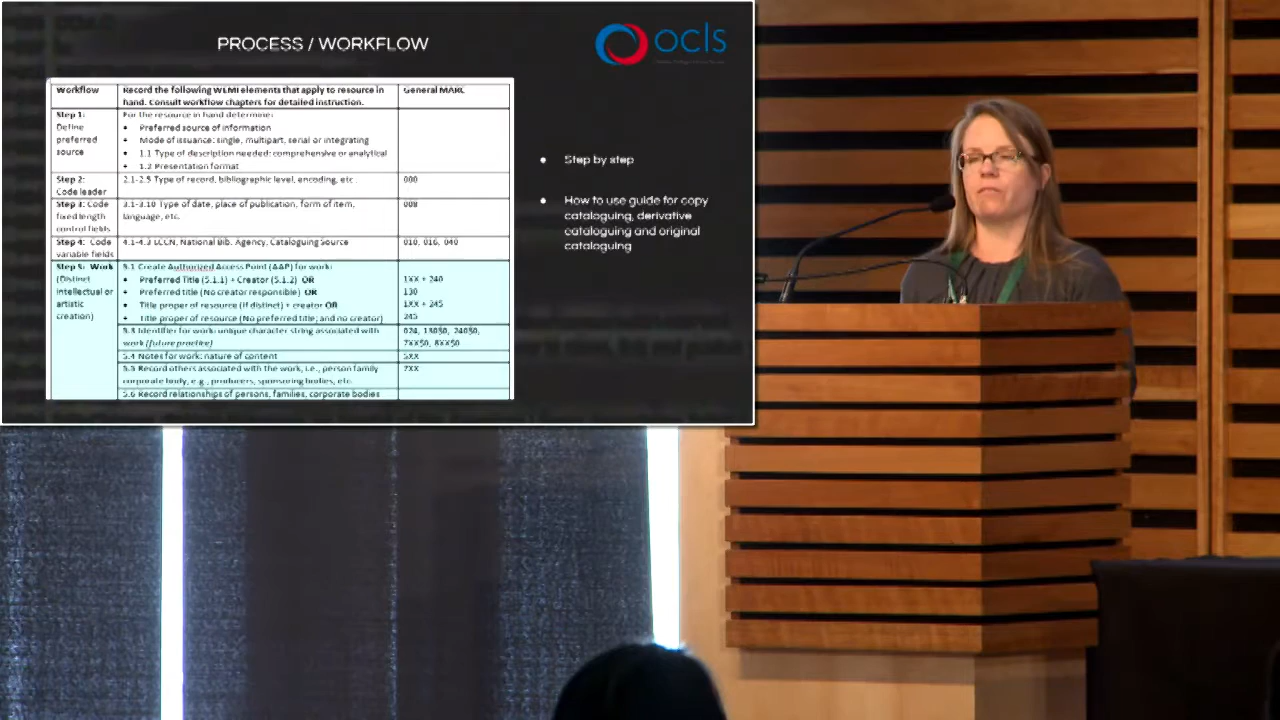 PROCESS / WORKFLOW
ocls
Workflow
Record the following WEMI elements that apply to resource in
hand. Consult workflow chapters for detailed instruction.
General MARC
Step 1:
Define
preferred
source
For the resource in hand determine:
• Preferred source of information
• Mode of issuance: single, multipart, serial or integrating
• 1.1 Type of description needed: comprehensive or analytical
• 1.2 Presentation format
Step 2:
Code leader
2.1-2.5 Type of record, bibliographic level, encoding, etc.
000
Step 3: Code
fixed length
control fields
3.1-3.10 Type of date, place of publication, form of item,
language, etc.
008
Step 4: Code
variable fields
4.1-4.3 LCCN, National Bib. Agency, Cataloguing Source
010, 016, 040
Step 5: Work
(Distinct
intellectual or
artistic
creation)
5.1 Create Authorized Access Point (AAP) for work:
• Preferred Title (5.1.1) + Creator (5.1.2) OR
• Preferred title (No creator responsible) OR
• Title proper of resource (if distinct) + creator OR
• Title proper of resource (No preferred title; and no creator)
1XX + 240
130
1XX + 245
245
5.3 Identifier for work: unique character string associated with
work (future practice)
024, 130$0, 240$0,
7XX$0, 8XX$0
5.4 Notes for work: nature of content
5XX
5.5 Record others associated with the work, i.e., person family
corporate body, e.g., producers, sponsoring bodies, etc.
7XX
5.6 Record relationships of persons, families, corporate bodies
• Step by step
• How to use guide for copy
cataloguing, derivative
cataloguing and original
cataloguing